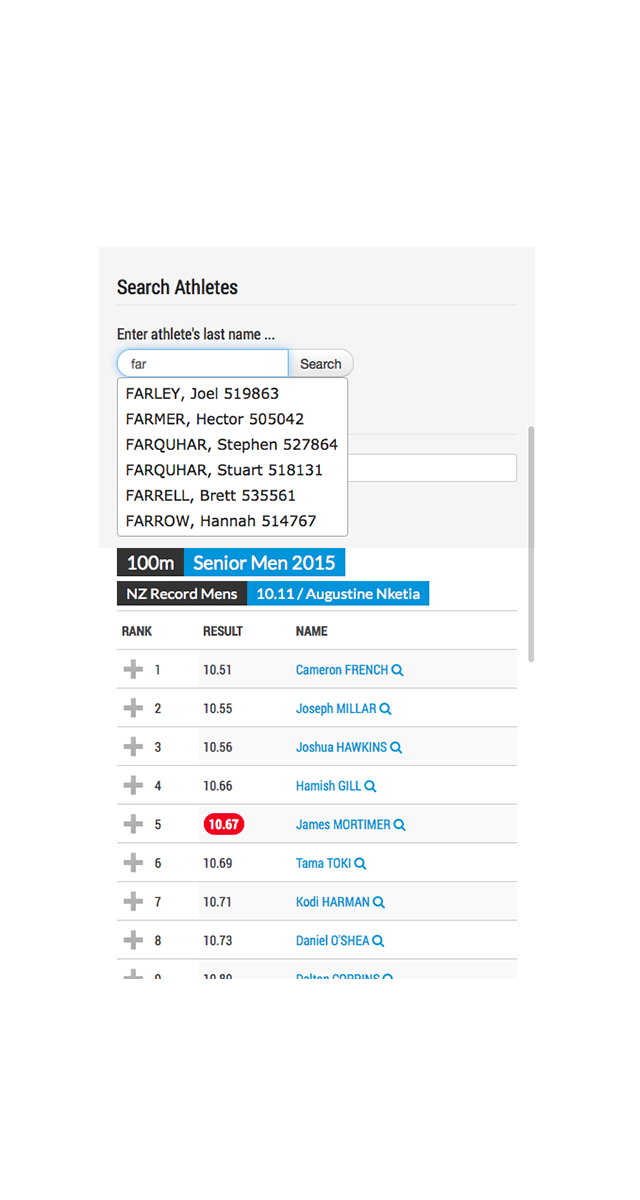 Search Athletes
Enter athlete's last name ...
far Search
FARLEY, Joel 519863
FARMER, Hector 505042
FARQUHAR, Stephen 527864
FARQUHAR, Stuart 518131
FARRELL, Brett 535561
FARROW, Hannah 514767
100m Senior Men 2015
NZ Record Mens 10.11 / Augustine Nketia
RANK RESULT NAME
1 10.51 Cameron FRENCH
2 10.55 Joseph MILLAR
3 10.56 Joshua HAWKINS
4 10.66 Hamish GILL
5 10.67 James MORTIMER
6 10.69 Tama TOKI
7 10.71 Kodi HARMAN
8 10.73 Daniel O'SHEA
9 10.80